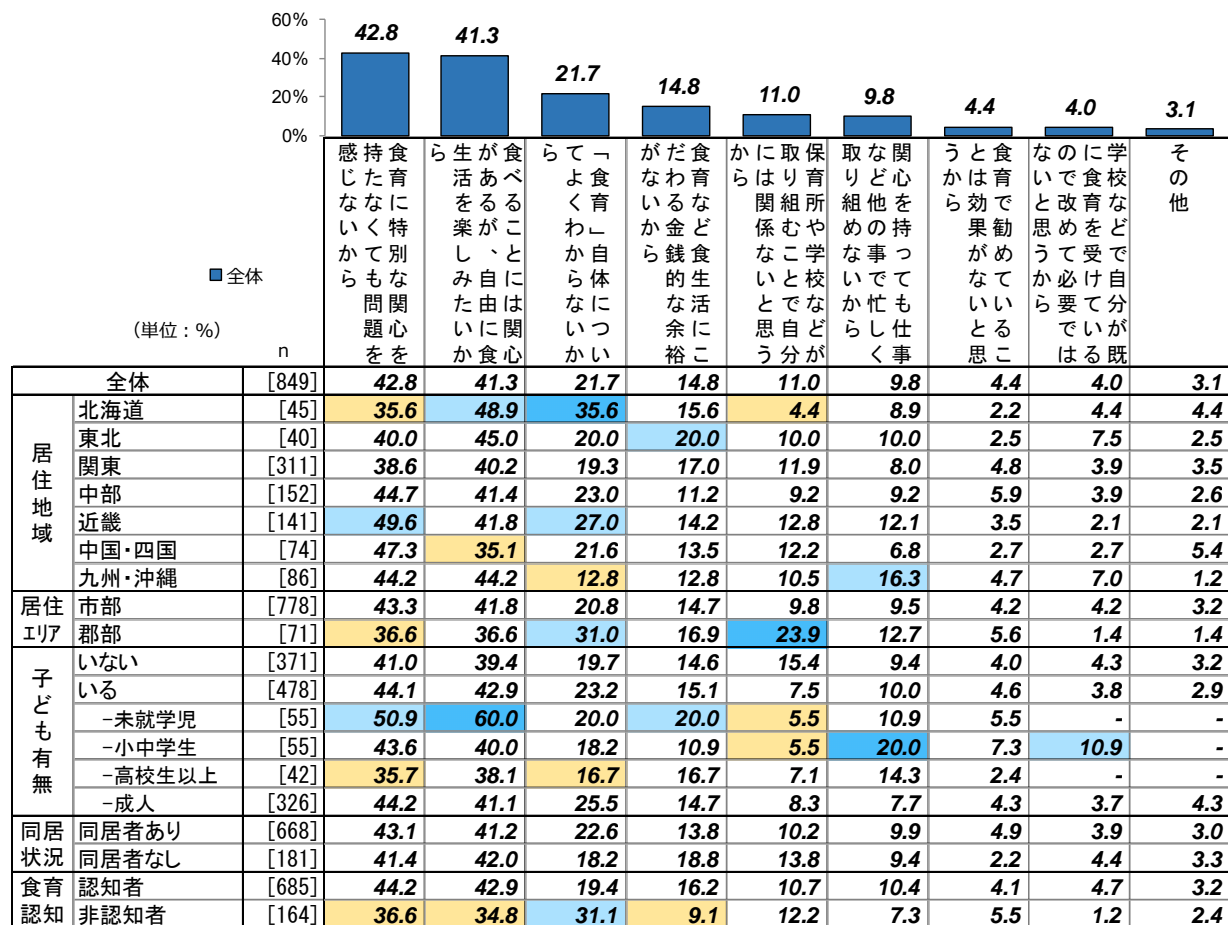 60%
40%
20%
0%
42.8 41.3 21.7 14.8 11.0 9.8 4.4 4.0 3.1
全体
（単位：%）
n
食育に特別な関心を
持たなくても問題を
感じないから
食べることには関心
があるが、自由に食
生活を楽しみたいか
ら
「食育」自体につい
てよくわからないか
ら
食育など食生活にこ
だわる金銭的な余裕
がないから
保育所や学校などが
取り組むことで自分
には関係ないと思う
から
関心を持っても仕事
など他の事で忙しく
取り組めないから
食育で勧めているこ
とは効果がないと思
うから
学校などで自分が既
に食育を受けている
ので改めて必要では
ないと思うから
その他
全体 [849] 42.8 41.3 21.7 14.8 11.0 9.8 4.4 4.0 3.1
居住地域
北海道 [45] 35.6 48.9 35.6 15.6 4.4 8.9 2.2 4.4 4.4
東北 [40] 40.0 45.0 20.0 20.0 10.0 10.0 2.5 7.5 2.5
関東 [311] 38.6 40.2 19.3 17.0 11.9 8.0 4.8 3.9 3.5
中部 [152] 44.7 41.4 23.0 11.2 9.2 9.2 5.9 3.9 2.6
近畿 [141] 49.6 41.8 27.0 14.2 12.8 12.1 3.5 2.1 2.1
中国・四国 [74] 47.3 35.1 21.6 13.5 12.2 6.8 2.7 2.7 5.4
九州・沖縄 [86] 44.2 44.2 12.8 12.8 10.5 16.3 4.7 7.0 1.2
居住
エリア
市部 [778] 43.3 41.8 20.8 14.7 9.8 9.5 4.2 4.2 3.2
郡部 [71] 36.6 36.6 31.0 16.9 23.9 12.7 5.6 1.4 1.4
子ども有無
いない [371] 41.0 39.4 19.7 14.6 15.4 9.4 4.0 4.3 3.2
いる [478] 44.1 42.9 23.2 15.1 7.5 10.0 4.6 3.8 2.9
−未就学児 [55] 50.9 60.0 20.0 20.0 5.5 10.9 5.5 - -
−小中学生 [55] 43.6 40.0 18.2 10.9 5.5 20.0 7.3 10.9 -
−高校生以上 [42] 35.7 38.1 16.7 16.7 7.1 14.3 2.4 - -
−成人 [326] 44.2 41.1 25.5 14.7 8.3 7.7 4.3 3.7 4.3
同居
状況
同居者あり [668] 43.1 41.2 22.6 13.8 10.2 9.9 4.9 3.9 3.0
同居者なし [181] 41.4 42.0 18.2 18.8 13.8 9.4 2.2 4.4 3.3
食育
認知
認知者 [685] 44.2 42.9 19.4 16.2 10.7 10.4 4.1 4.7 3.2
非認知者 [164] 36.6 34.8 31.1 9.1 12.2 7.3 5.5 1.2 2.4